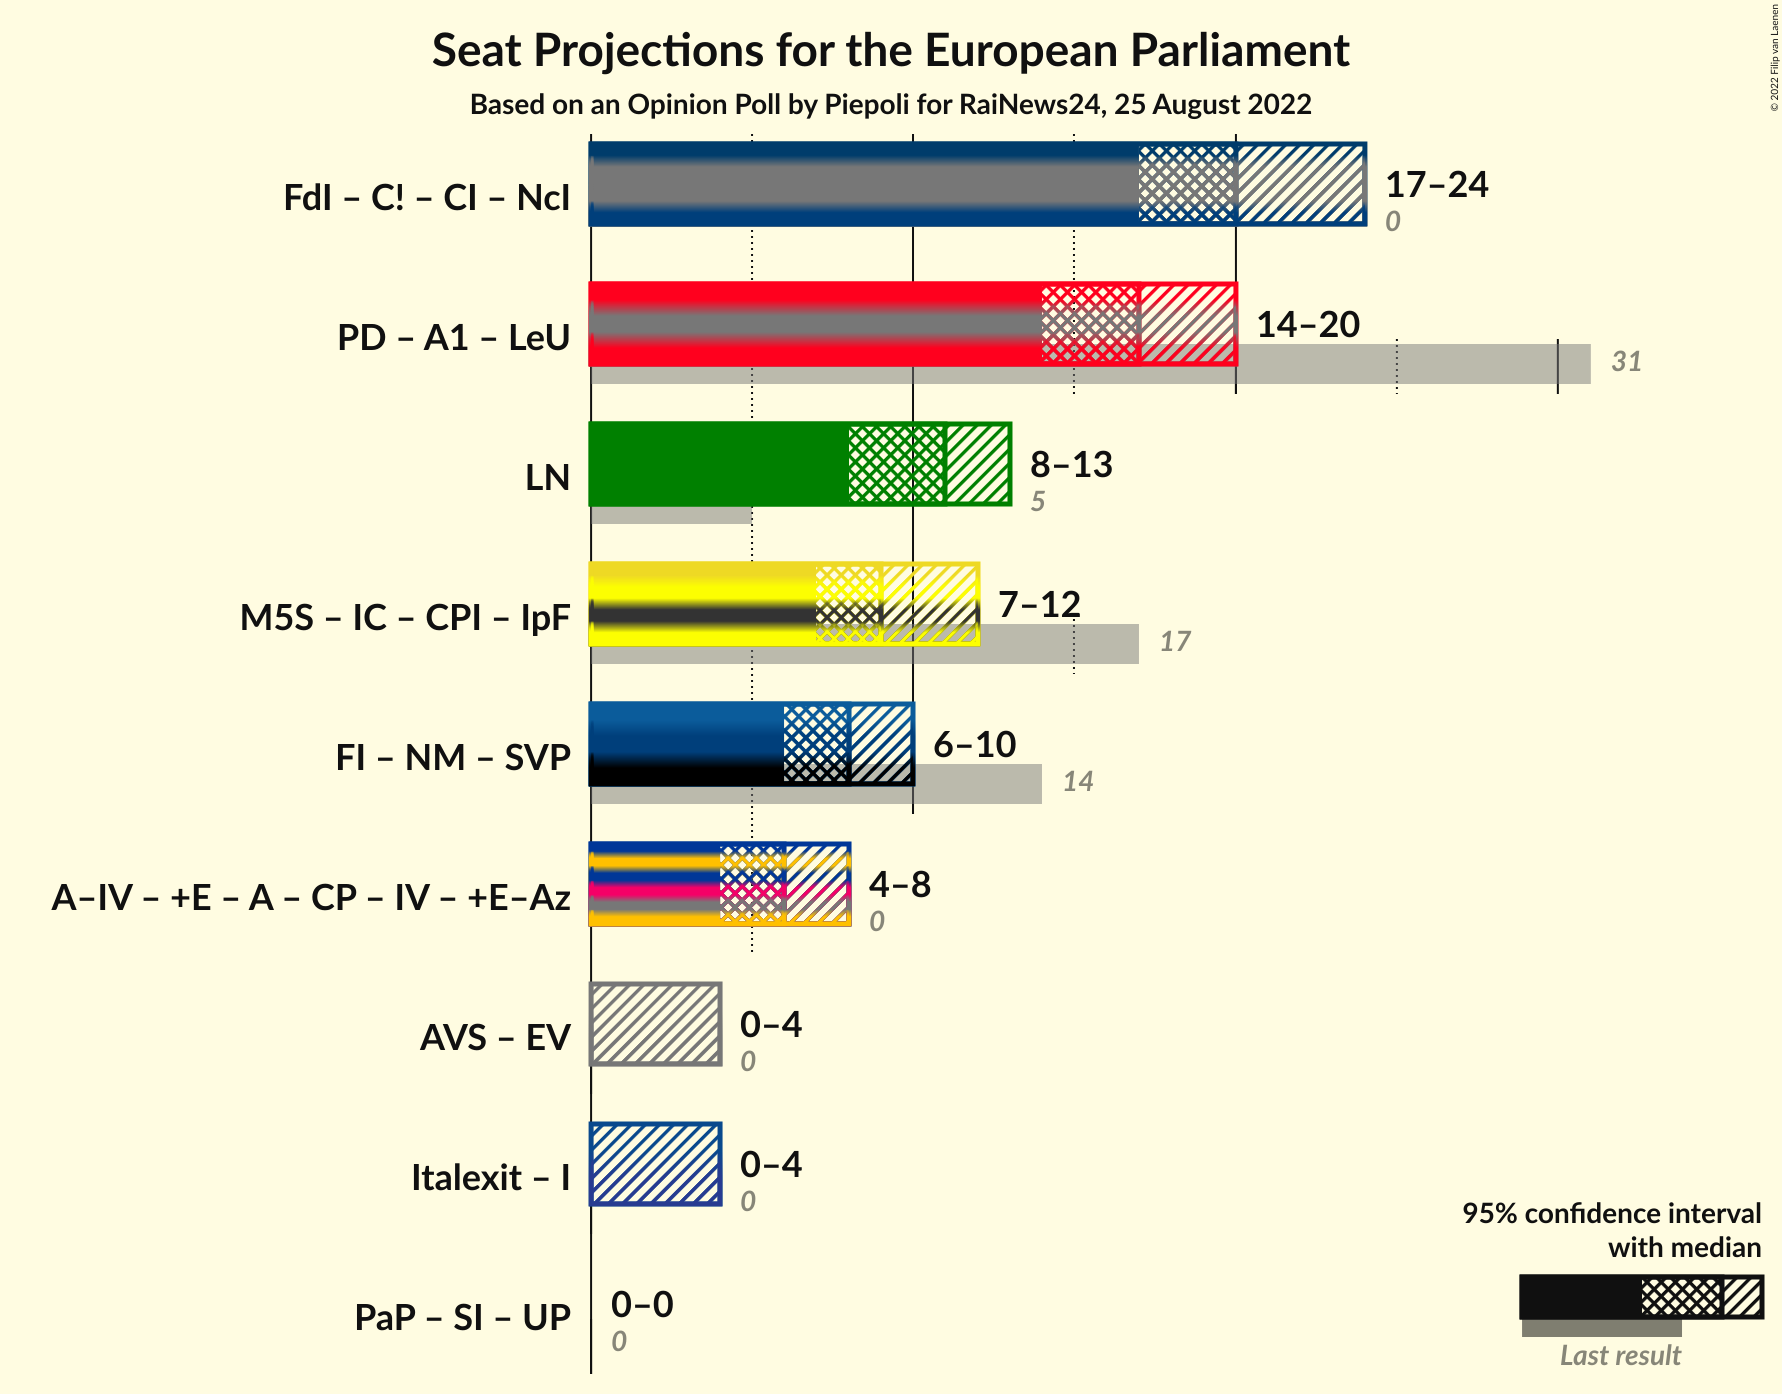 Seat Projections for the European Parliament
Based on an Opinion Poll by Piepoli for RaiNews24, 25 August 2022
© 2022 Filip van Laenen
FdI – C! – CI – NcI
17–24
0
PD – A1 – LeU
14–20
31
LN
8–13
5
M5S – IC – CPI – IpF
7–12
17
FI – NM – SVP
6–10
14
A–IV – +E – A – CP – IV – +E–Az
4–8
0
AVS – EV
0–4
0
Italexit – I
0–4
0
PaP – SI – UP
0–0
0
95% confidence interval
with median
Last result